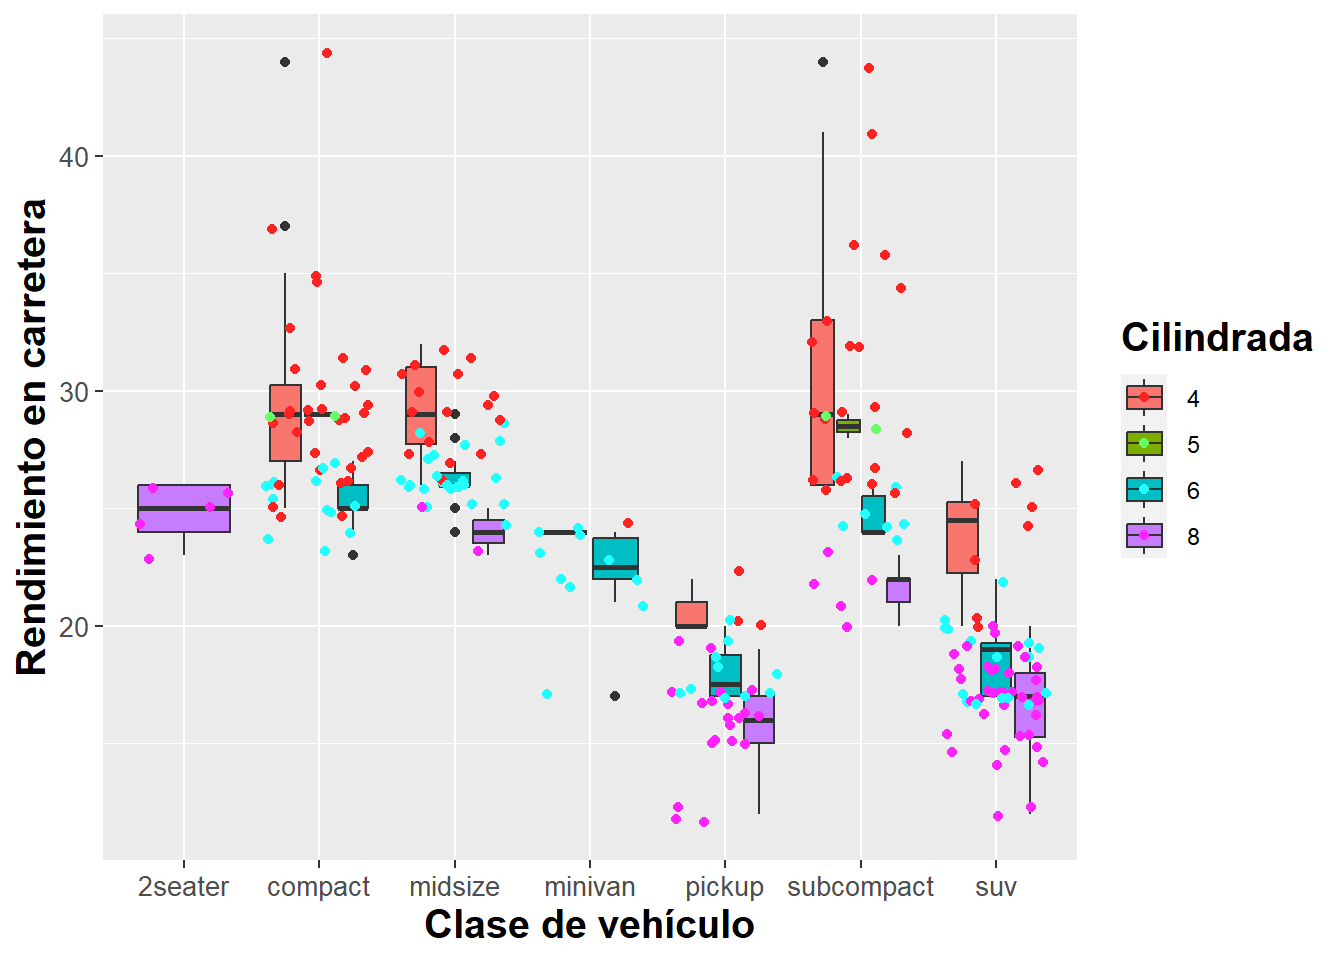 Rendimiento en carretera
40
30
20
2seater compact midsize minivan pickup subcompact suv
Clase de vehículo
Cilindrada
4
5
6
8